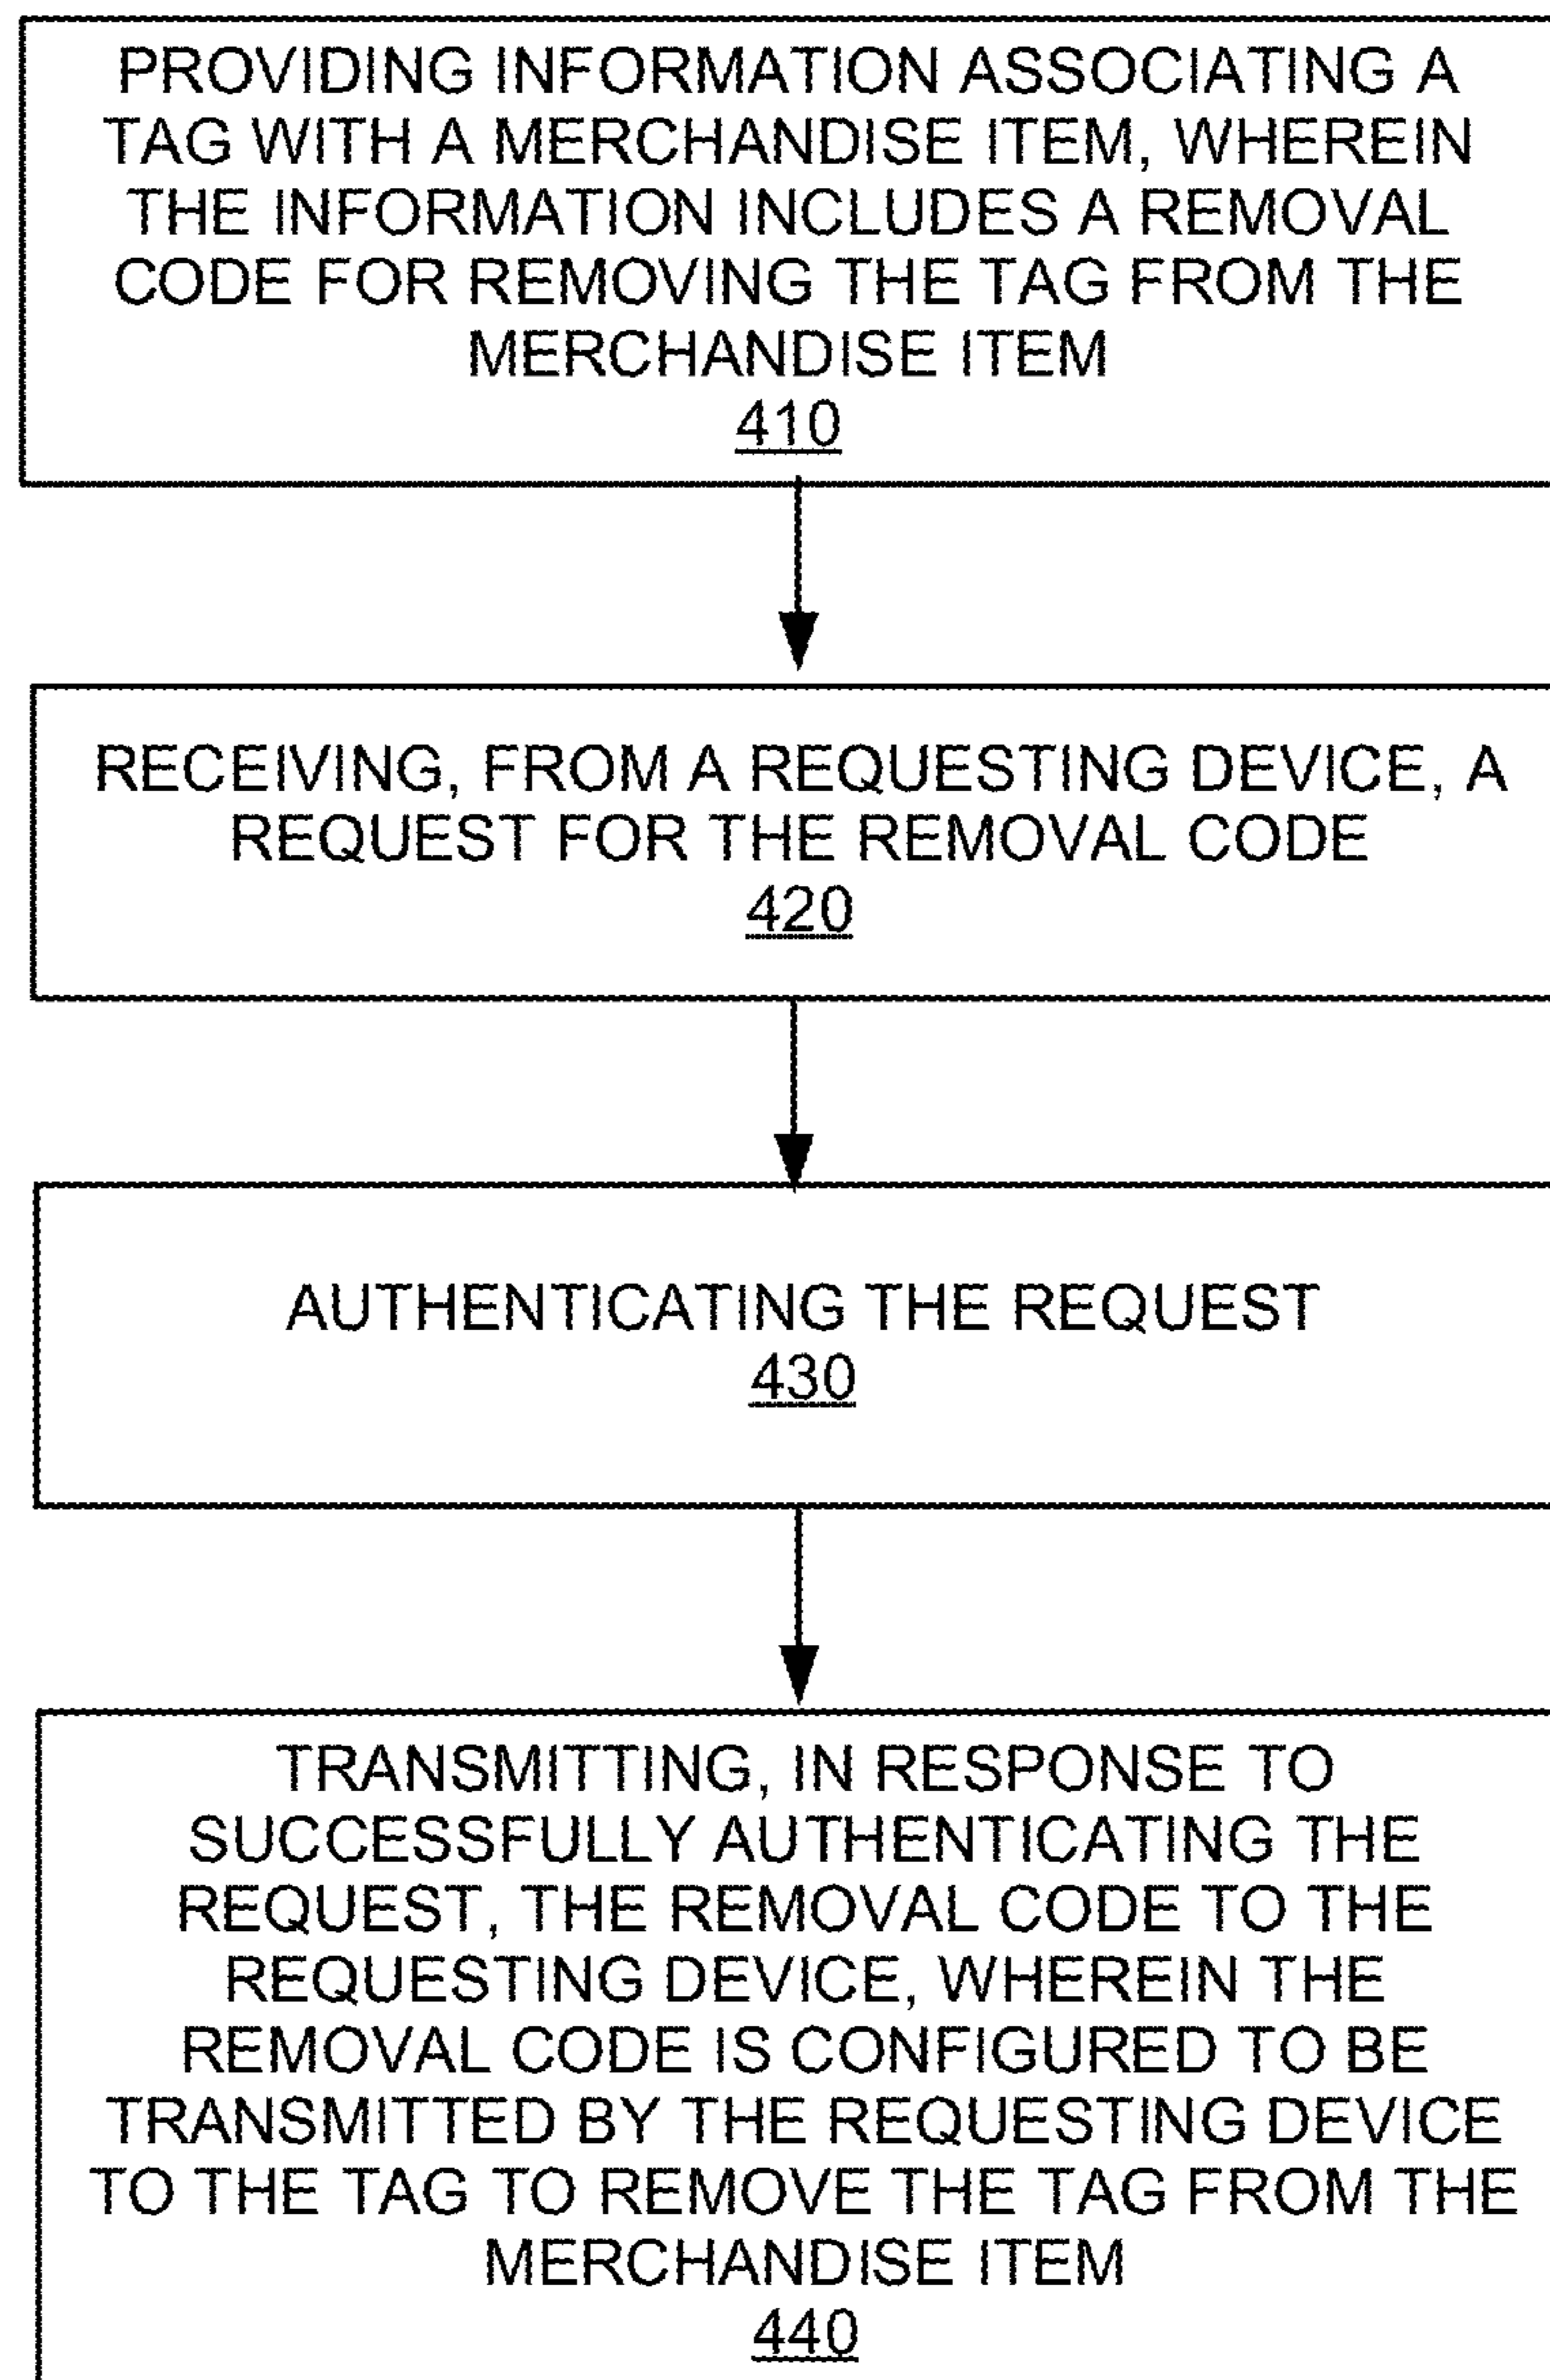 PROVIDING INFORMATION ASSOCIATING A
TAG WITH A MERCHANDISE ITEM, WHEREIN
THE INFORMATION INCLUDES A REMOVAL
CODE FOR REMOVING THE TAG FROM THE
MERCHANDISE ITEM
410
RECEIVING, FROM A REQUESTING DEVICE, A
REQUEST FOR THE REMOVAL CODE
420
AUTHENTICATING THE REQUEST
430
TRANSMITTING, IN RESPONSE TO
SUCCESSFULLY AUTHENTICATING THE
REQUEST, THE REMOVAL CODE TO THE
REQUESTING DEVICE, WHEREIN THE
REMOVAL CODE IS CONFIGURED TO BE
TRANSMITTED BY THE REQUESTING DEVICE
TO THE TAG TO REMOVE THE TAG FROM THE
MERCHANDISE ITEM
440